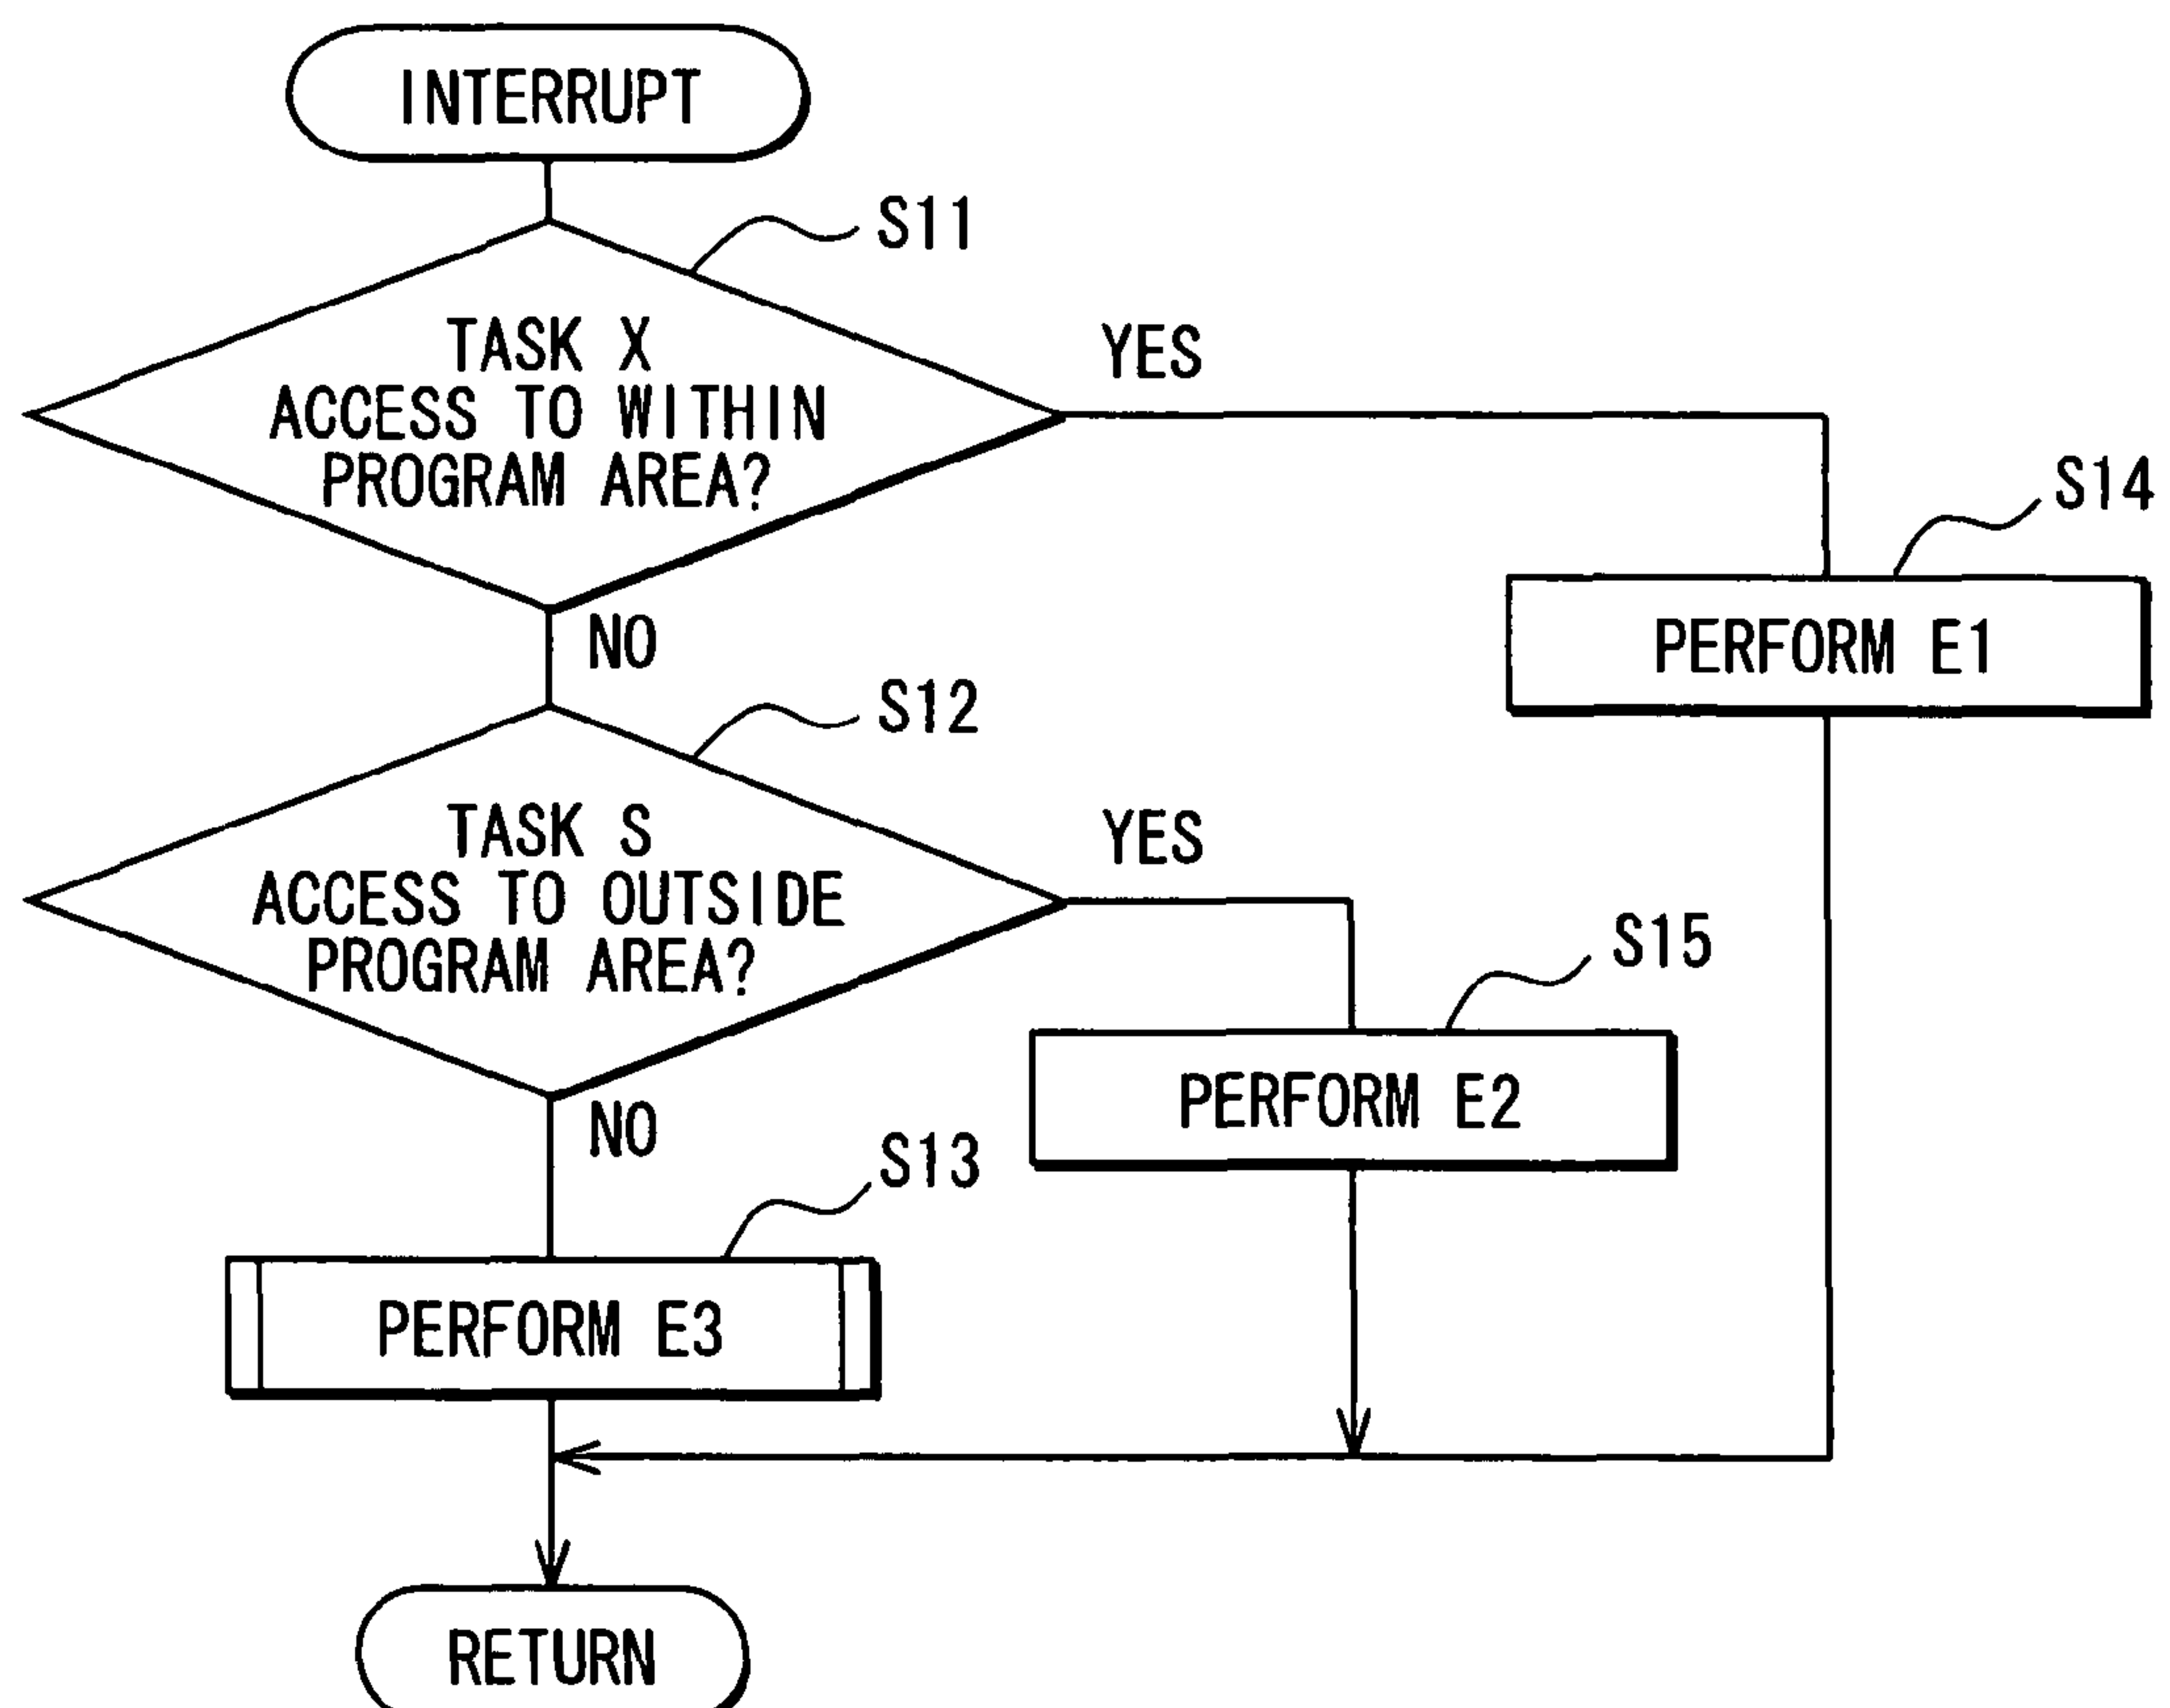 INTERRUPT
S11
TASK X
ACCESS TO WITHIN
PROGRAM AREA?
YES
S14
PERFORM E1
NO
S12
TASK S
ACCESS TO OUTSIDE
PROGRAM AREA?
YES
S15
PERFORM E2
NO
S13
PERFORM E3
RETURN